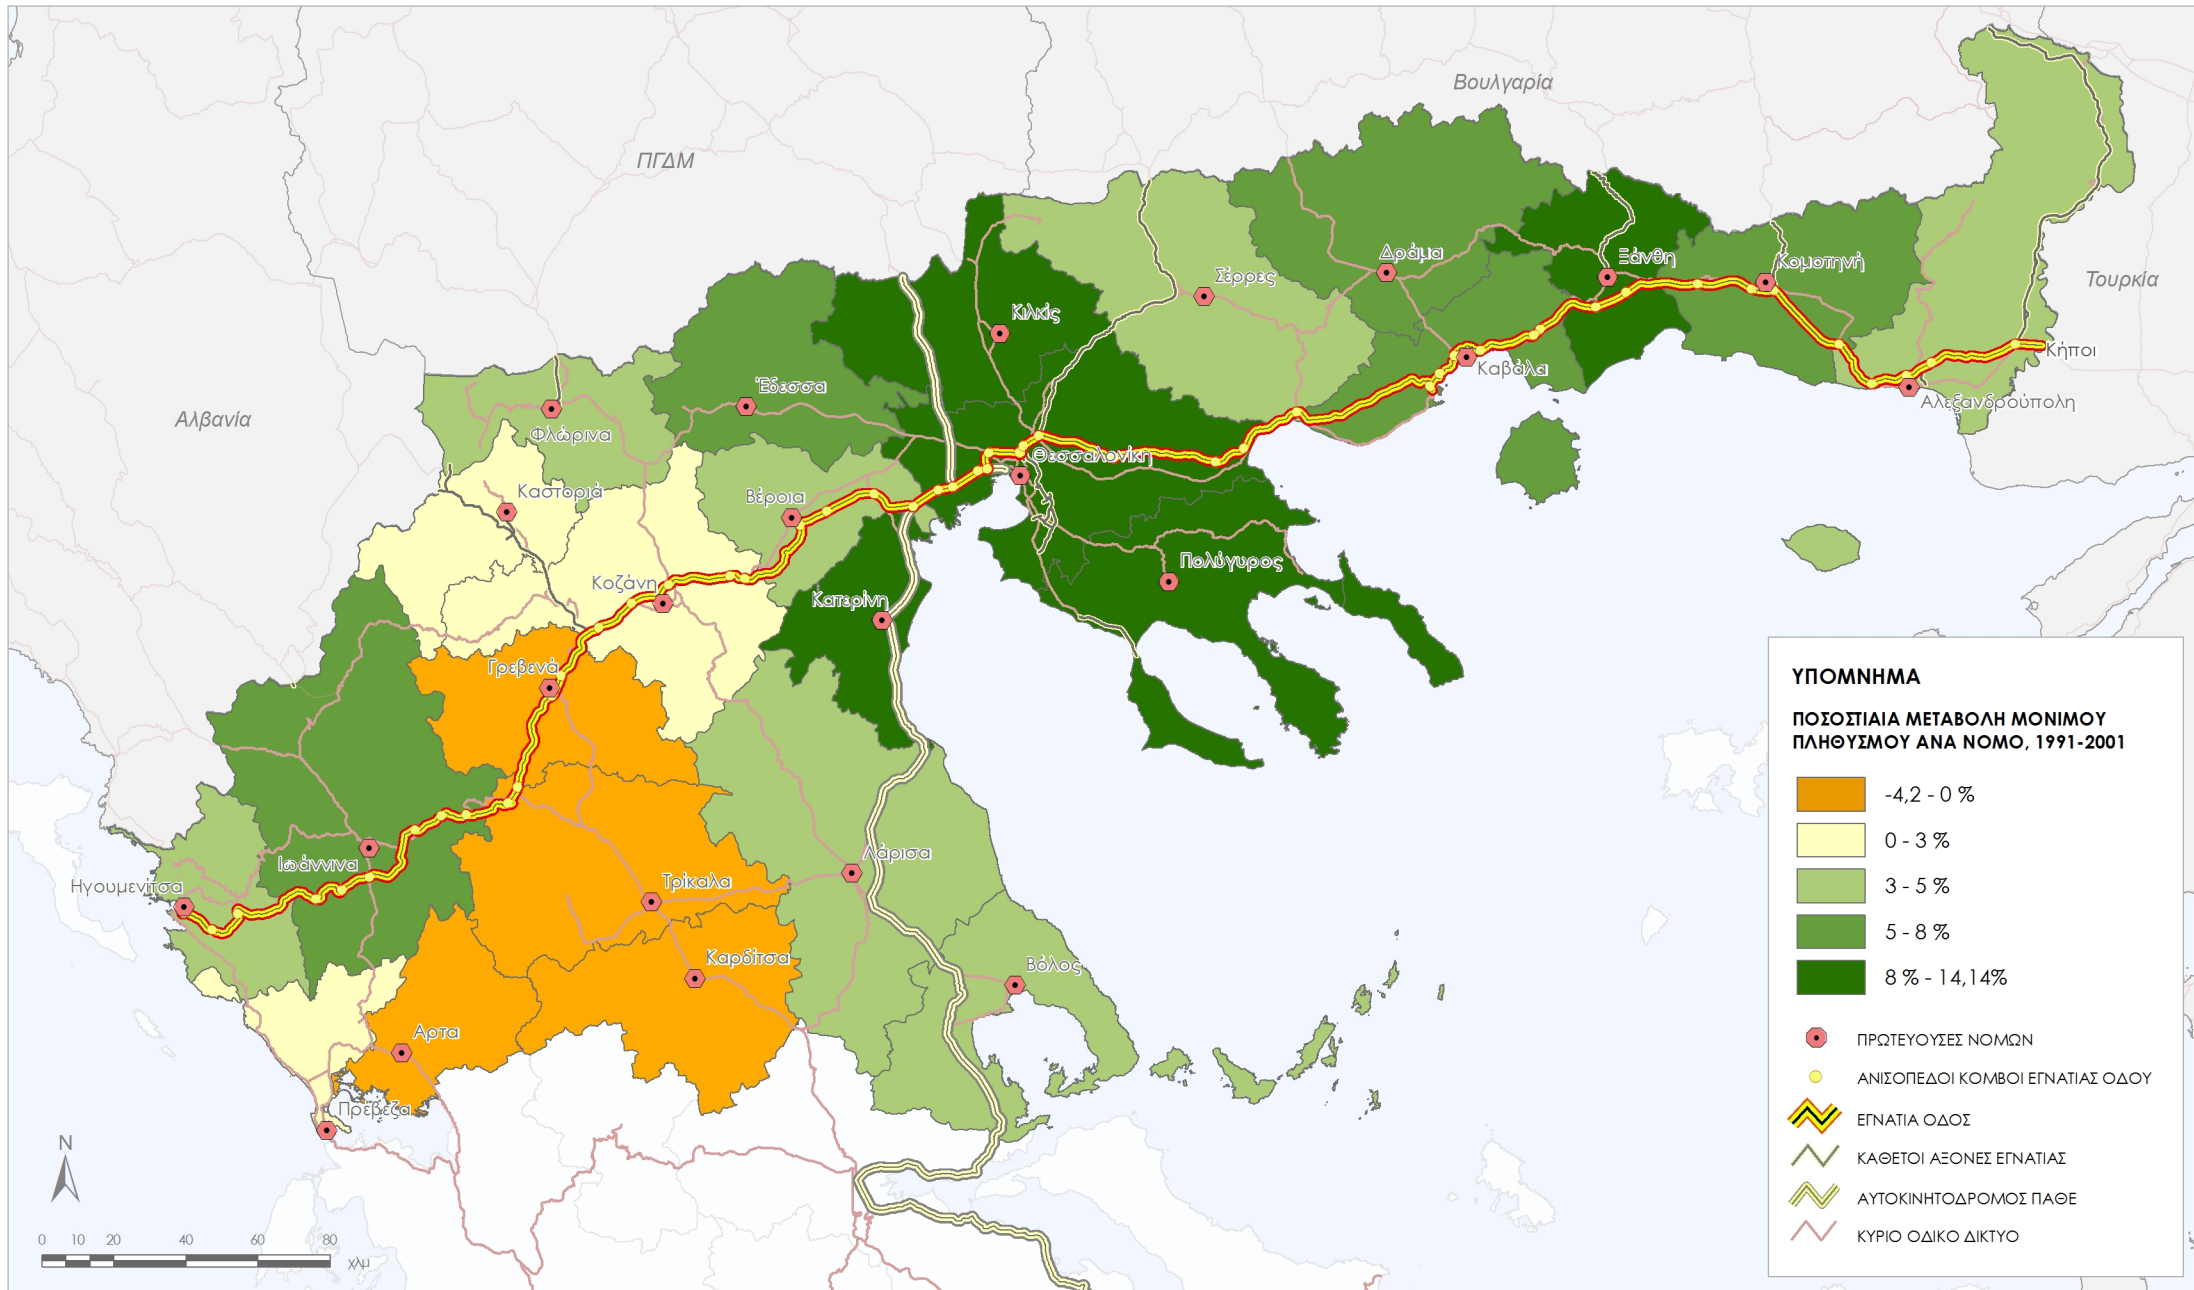 Βουλγαρία
ΠΓΔΜ
Τουρκία
Αλβανία
Δράμα
Ξάνθη
Κομοτηνή
Σέρρες
Κιλκίς
Κήποι
Καβάλα
Έδεσσα
Αλεξανδρούπολη
Φλώρινα
Θεσσαλονίκη
Καστοριά
Βέροια
Πολύγυρος
Κοζάνη
Κατερίνη
Γρεβενά
Λάρισα
Ιωάννινα
Ηγουμενίτσα
Τρίκαλα
Καρδίτσα
Βόλος
Αρτα
Πρέβεζα
N
0 10 20 40 60 80
χλμ
ΥΠΟΜΝΗΜΑ
ΠΟΣΟΣΤΙΑΙΑ ΜΕΤΑΒΟΛΗ ΜΟΝΙΜΟΥ
ΠΛΗΘΥΣΜΟΥ ΑΝΑ ΝΟΜΟ, 1991-2001
-4,2 - 0 %
0 - 3 %
3 - 5 %
5 - 8 %
8 % - 14,14%
ΠΡΩΤΕΥΟΥΣΕΣ ΝΟΜΩΝ
ΑΝΙΣΟΠΕΔΟΙ ΚΟΜΒΟΙ ΕΓΝΑΤΙΑΣ ΟΔΟΥ
ΕΓΝΑΤΙΑ ΟΔΟΣ
ΚΑΘΕΤΟΙ ΑΞΟΝΕΣ ΕΓΝΑΤΙΑΣ
ΑΥΤΟΚΙΝΗΤΟΔΡΟΜΟΣ ΠΑΘΕ
ΚΥΡΙΟ ΟΔΙΚΟ ΔΙΚΤΥΟ